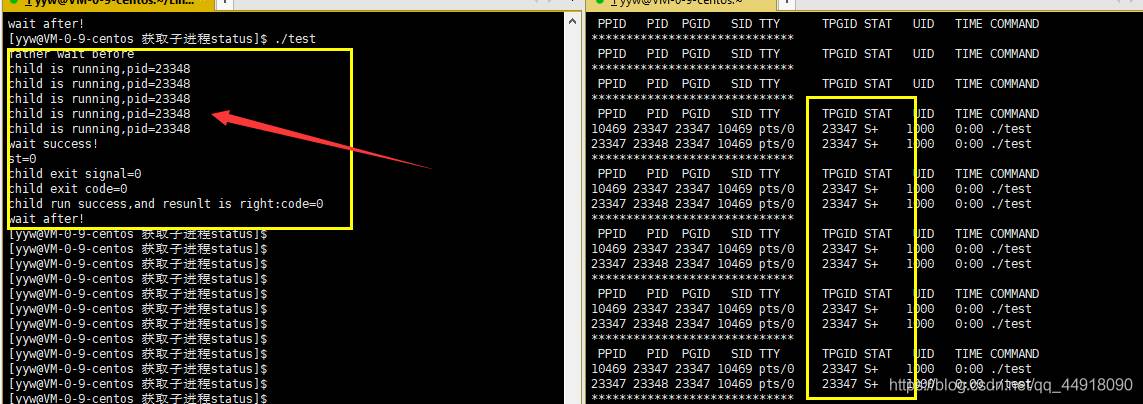 yyw@VM-0-9-centos:~/Lin...
wait after!
[yyw@VM-0-9-centos 获取子进程status]$ ./test
father wait before
child is running,pid=23348
child is running,pid=23348
child is running,pid=23348
child is running,pid=23348
child is running,pid=23348
wait success!
st=0
child exit signal=0
child exit code=0
child run success,and resunlt is right:code=0
wait after!
[yyw@VM-0-9-centos 获取子进程status]$
[yyw@VM-0-9-centos 获取子进程status]$
[yyw@VM-0-9-centos 获取子进程status]$
[yyw@VM-0-9-centos 获取子进程status]$
[yyw@VM-0-9-centos 获取子进程status]$
[yyw@VM-0-9-centos 获取子进程status]$
[yyw@VM-0-9-centos 获取子进程status]$
[yyw@VM-0-9-centos 获取子进程status]$
[yyw@VM-0-9-centos 获取子进程status]$
[yyw@VM-0-9-centos 获取子进程status]$
[yyw@VM-0-9-centos 获取子进程status]$
[yyw@VM-0-9-centos 获取子进程status]$
1 yyw@VM-0-9-centos:~
PPID PID PGID SID TTY TPGID STAT UID TIME COMMAND
*****************************
PPID PID PGID SID TTY TPGID STAT UID TIME COMMAND
*****************************
PPID PID PGID SID TTY TPGID STAT UID TIME COMMAND
*****************************
PPID PID PGID SID TTY TPGID STAT UID TIME COMMAND
10469 23347 23347 10469 pts/0 23347 S+ 1000 0:00 ./test
23347 23348 23347 10469 pts/0 23347 S+ 1000 0:00 ./test
*****************************
PPID PID PGID SID TTY TPGID STAT UID TIME COMMAND
10469 23347 23347 10469 pts/0 23347 S+ 1000 0:00 ./test
23347 23348 23347 10469 pts/0 23347 S+ 1000 0:00 ./test
*****************************
PPID PID PGID SID TTY TPGID STAT UID TIME COMMAND
10469 23347 23347 10469 pts/0 23347 S+ 1000 0:00 ./test
23347 23348 23347 10469 pts/0 23347 S+ 1000 0:00 ./test
*****************************
PPID PID PGID SID TTY TPGID STAT UID TIME COMMAND
10469 23347 23347 10469 pts/0 23347 S+ 1000 0:00 ./test
23347 23348 23347 10469 pts/0 23347 S+ 1000 0:00 ./test
*****************************
PPID PID PGID SID TTY TPGID STAT UID TIME COMMAND
10469 23347 23347 10469 pts/0 23347 S+ 1000 0:00 ./test
23347 23348 23347 10469 pts/0 23347 S+ 1000 0:00 ./test
*****************************
https://blog.csdn.net/qq_44918090